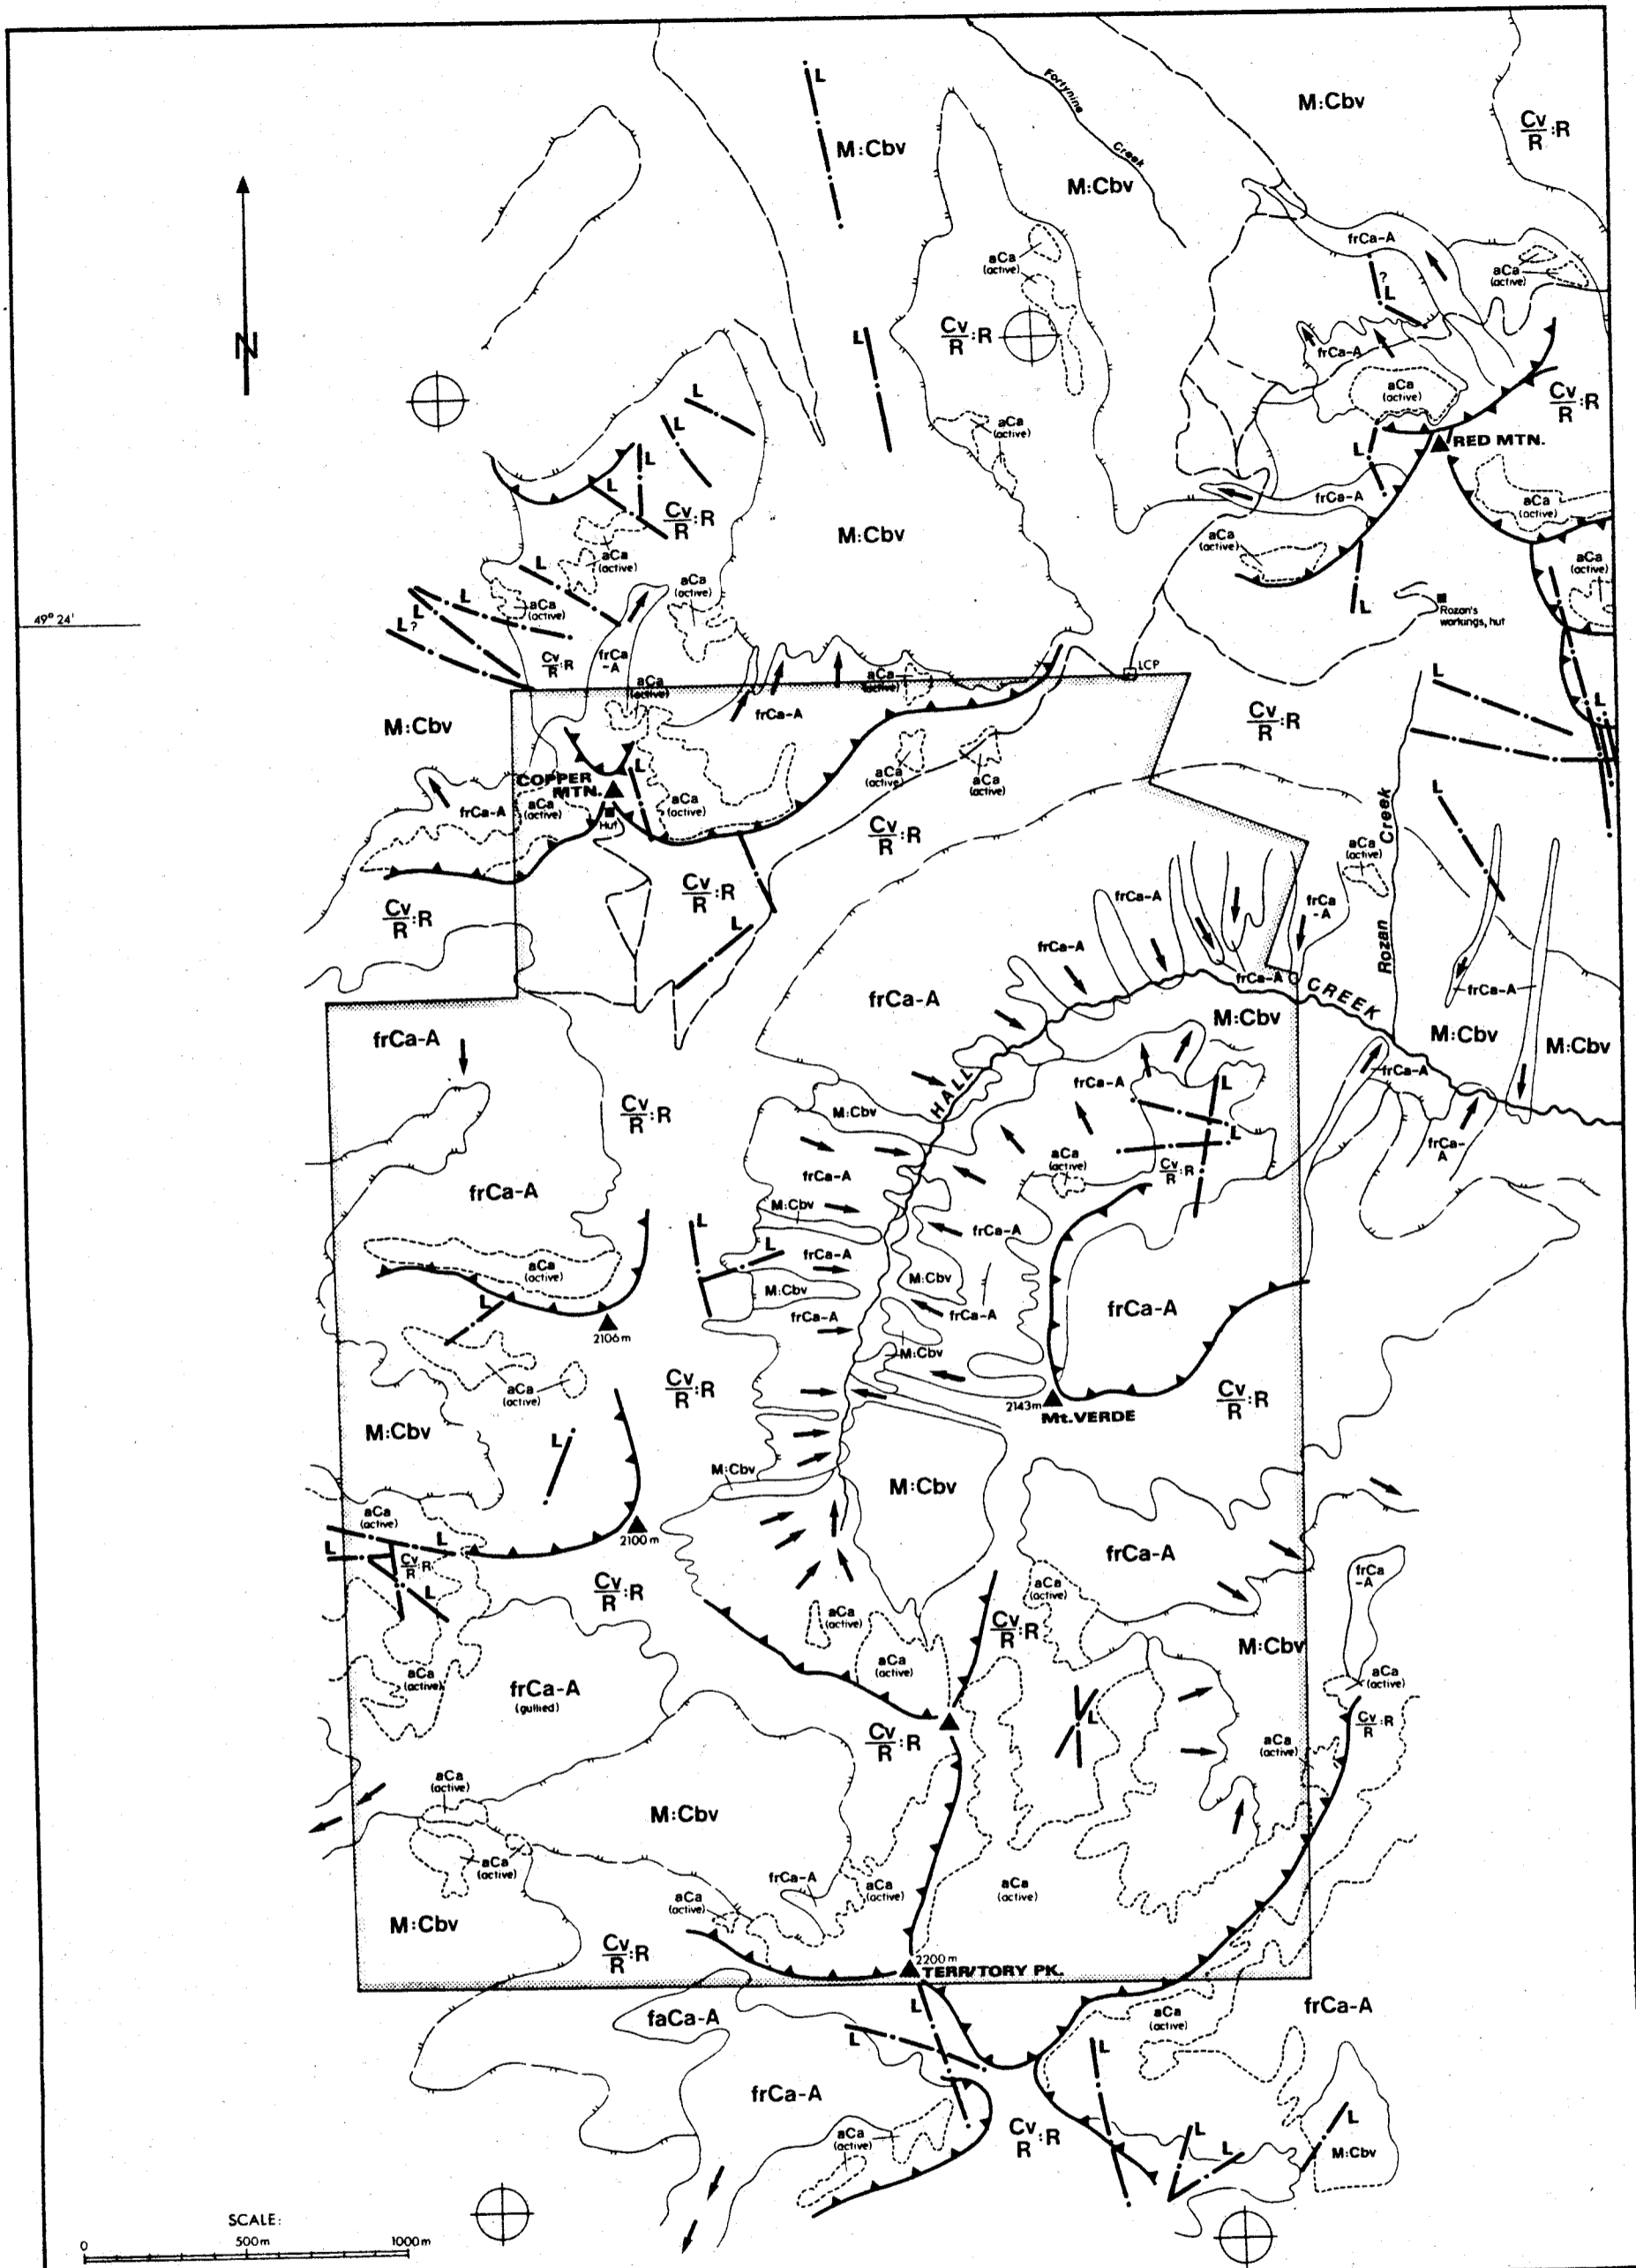 L
M:Cbv
Fortynine
Creek
M:Cbv
M:Cbv
Cv
R :R
N
aCa
(active)
frCa-A
?
L
aCa
(active)
L
Cv
R :R
frCa-A
aCa
(active)
Cv
R :R
L
L
L
L
Cv
R :R
aCa
(active)
M:Cbv
L
RED MTN.
frCa-A
aCa
(active)
aCa
(active)
L
aCa
(active)
aCa
(active)
aCa
(active)
L
aCa
(active)
L
L
L?
49° 24'
Rozan's
workings, hut
L
Cv
R :R
frCa
-A
aCa
(active)
aCa
(active)
LCP
L
M:Cbv
frCa-A
Cv
R :R
L
COPPER
MTN.
L
Hut
aCa
(active)
aCa
(active)
frCa-A
aCa
(active)
aCa
(active)
L
Cv
R :R
Cv
R :R
Cv
R :R
L
aCa
(active)
Rozan Creek
frCa-A
frCa
-A
frCa-A
frCa-A
frCa-A
CREEK
frCa-A
frCa-A
M:Cbv
M:Cbv
M:Cbv
HALL
frCa-A
frCa-A
L
L
Cv
R :R
M:Cbv
frCa-A
aCa
(active)
Cv
R :R
frCa-
A
frCa-A
M:Cbv
frCa-A
L
L
frCa-A
aCa
(active)
M:Cbv
M:Cbv
frCa-A
frCa-A
frCa-A
L
2106m
M:Cbv
aCa
(active)
Cv
R :R
2143m
Mt.VERDE
Cv
R :R
M:Cbv
L
M:Cbv
M:Cbv
aCa
(active)
L
L
2100m
Cv
R :R
L
Cv
R :R
frCa-A
aCa
(active)
frCa
-A
aCa
(active)
Cv
R :R
M:Cbv
aCa
(active)
aCa
(active)
frCa-A
(gullied)
aCa
(active)
Cv
R :R
L
Cv
R :R
aCa
(active)
aCa
(active)
M:Cbv
aCa
(active)
frCa-A
aCa
(active)
aCa
(active)
aCa
(active)
M:Cbv
Cv
R :R
2200m
TERRITORY PK.
L
faCa-A
L
aCa
(active)
frCa-A
L
frCa-A
aCa
(active)
Cv
R :R
L
L
L
M:Cbv
SCALE:
0
500m
1000m